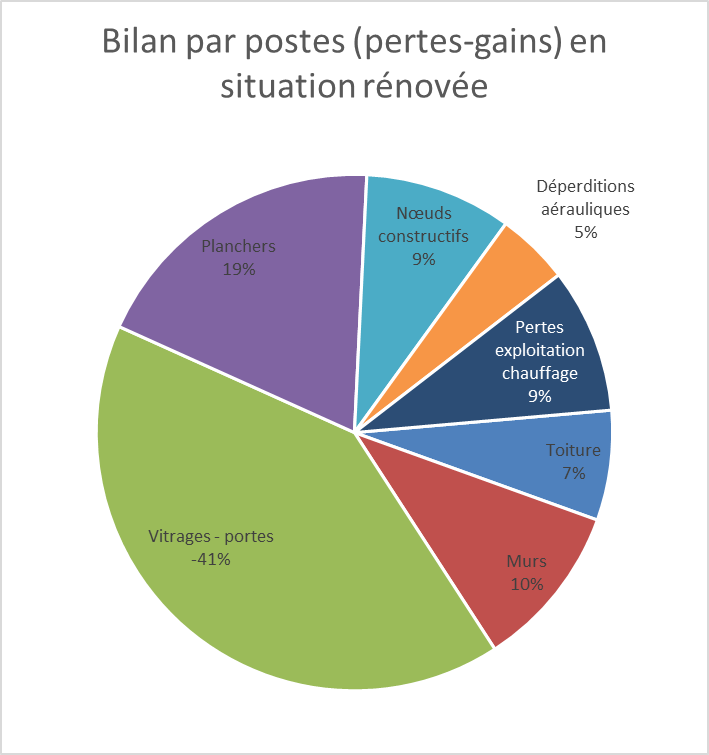 Bilan par postes (pertes-gains) en
situation rénovée
Déperditions
aérauliques
5%
Nœuds
constructifs
9%
Planchers
19%
Pertes
exploitation
chauffage
9%
Toiture
7%
Vitrages - portes
-41%
Murs
10%